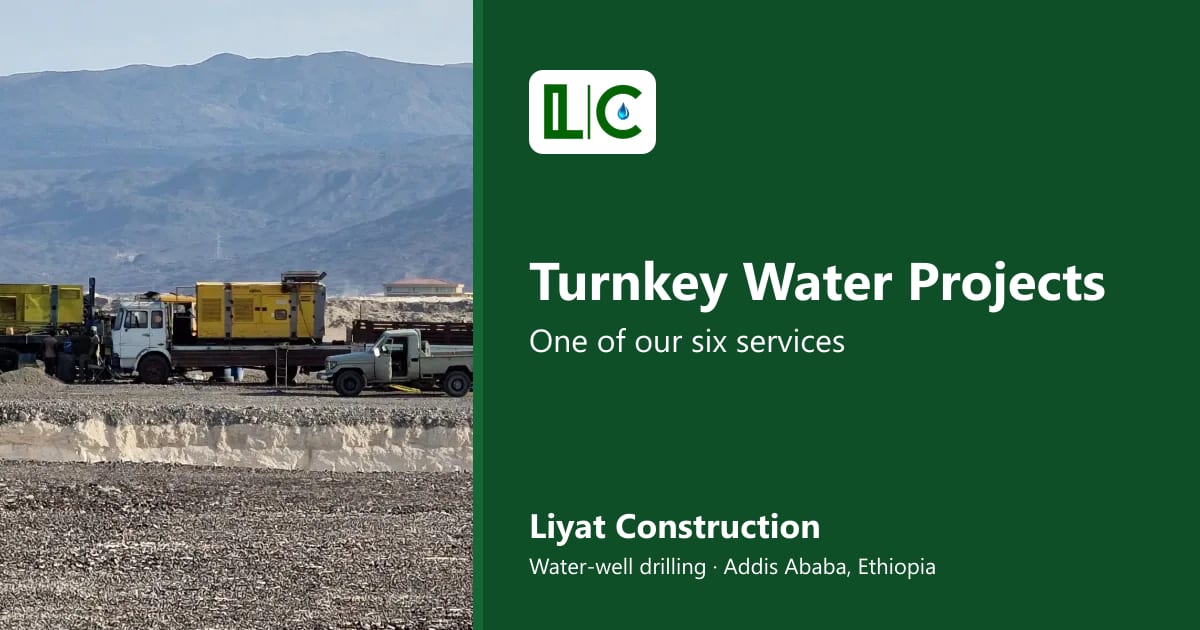 LC
Turnkey Water Projects
One of our six services
Liyat Construction
Water-well drilling · Addis Ababa, Ethiopia